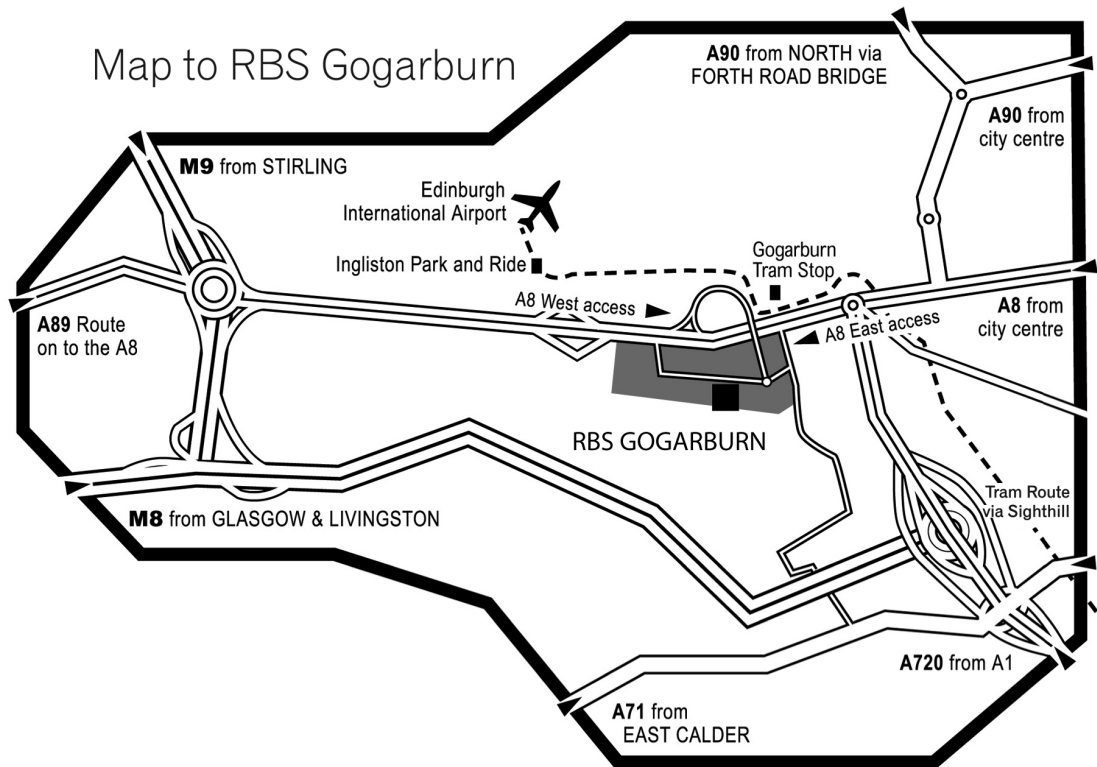 Map to RBS Gogarburn
A90 from NORTH via
FORTH ROAD BRIDGE
A90 from
city centre
M9 from STIRLING
Edinburgh
International Airport
Ingliston Park and Ride
Gogarburn
Tram Stop
A8 West access
A8 East access
A8 from
city centre
A89 Route
on to the A8
RBS GOGARBURN
Tram Route
via Sighthill
M8 from GLASGOW & LIVINGSTON
A720 from A1
A71 from
EAST CALDER